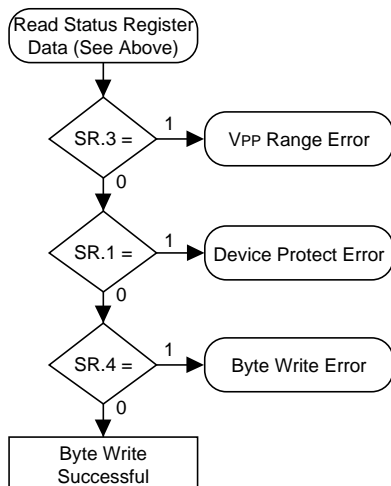 Read Status Register
Data (See Above)
SR.3 =
1
VPP Range Error
0
SR.1 =
1
Device Protect Error
0
SR.4 =
1
Byte Write Error
0
Byte Write
Successful